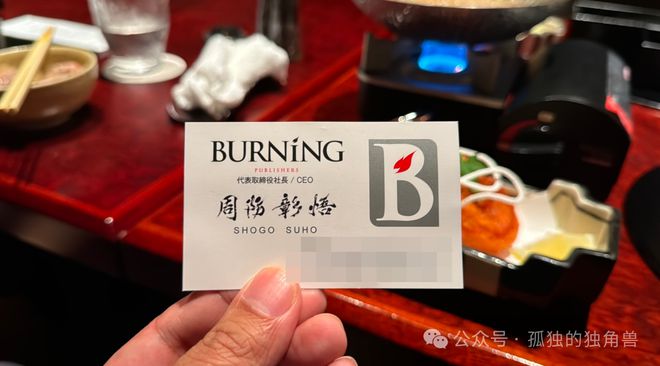 BURNiNG
PUBLISHERS
代表取締役社長 / CEO
周防 彰悟
SHOGO SUHO
B
公众号 · 孤独的独角兽